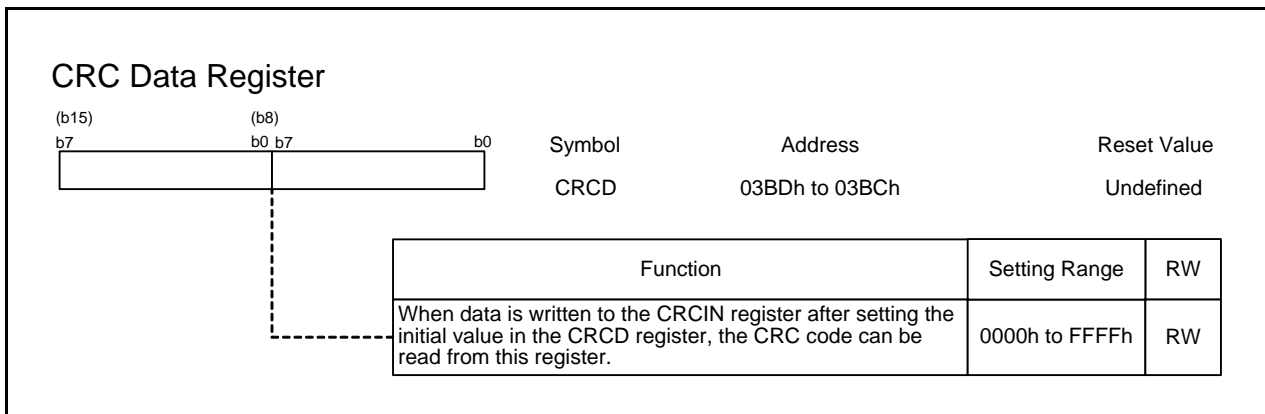 CRC Data Register
(b15) (b8)
b7 b0 b7 b0 Symbol Address Reset Value
CRCD 03BDh to 03BCh Undefined
Function Setting Range RW
When data is written to the CRCIN register after setting the
initial value in the CRCD register, the CRC code can be 0000h to FFFFh RW
read from this register.